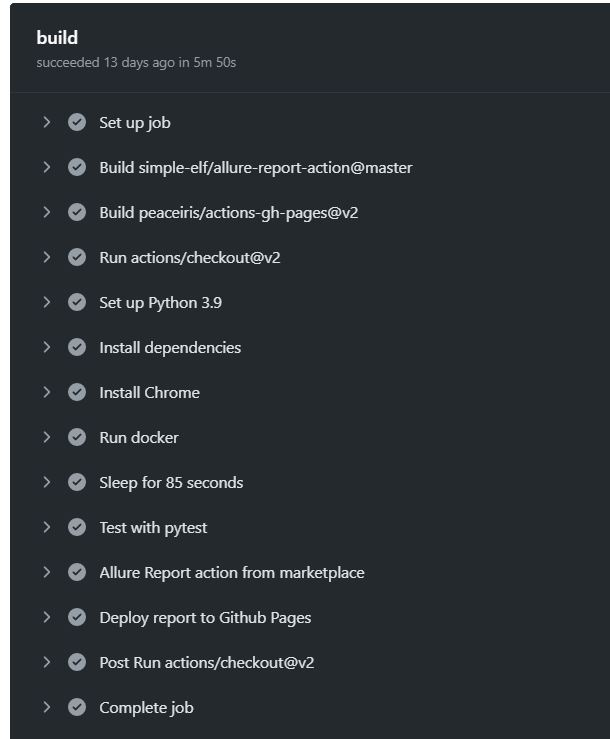 build
succeeded 13 days ago in 5m 50s
Set up job
Build simple-elf/allure-report-action@master
Build peaceiris/actions-gh-pages@v2
Run actions/checkout@v2
Set up Python 3.9
Install dependencies
Install Chrome
Run docker
Sleep for 85 seconds
Test with pytest
Allure Report action from marketplace
Deploy report to Github Pages
Post Run actions/checkout@v2
Complete job